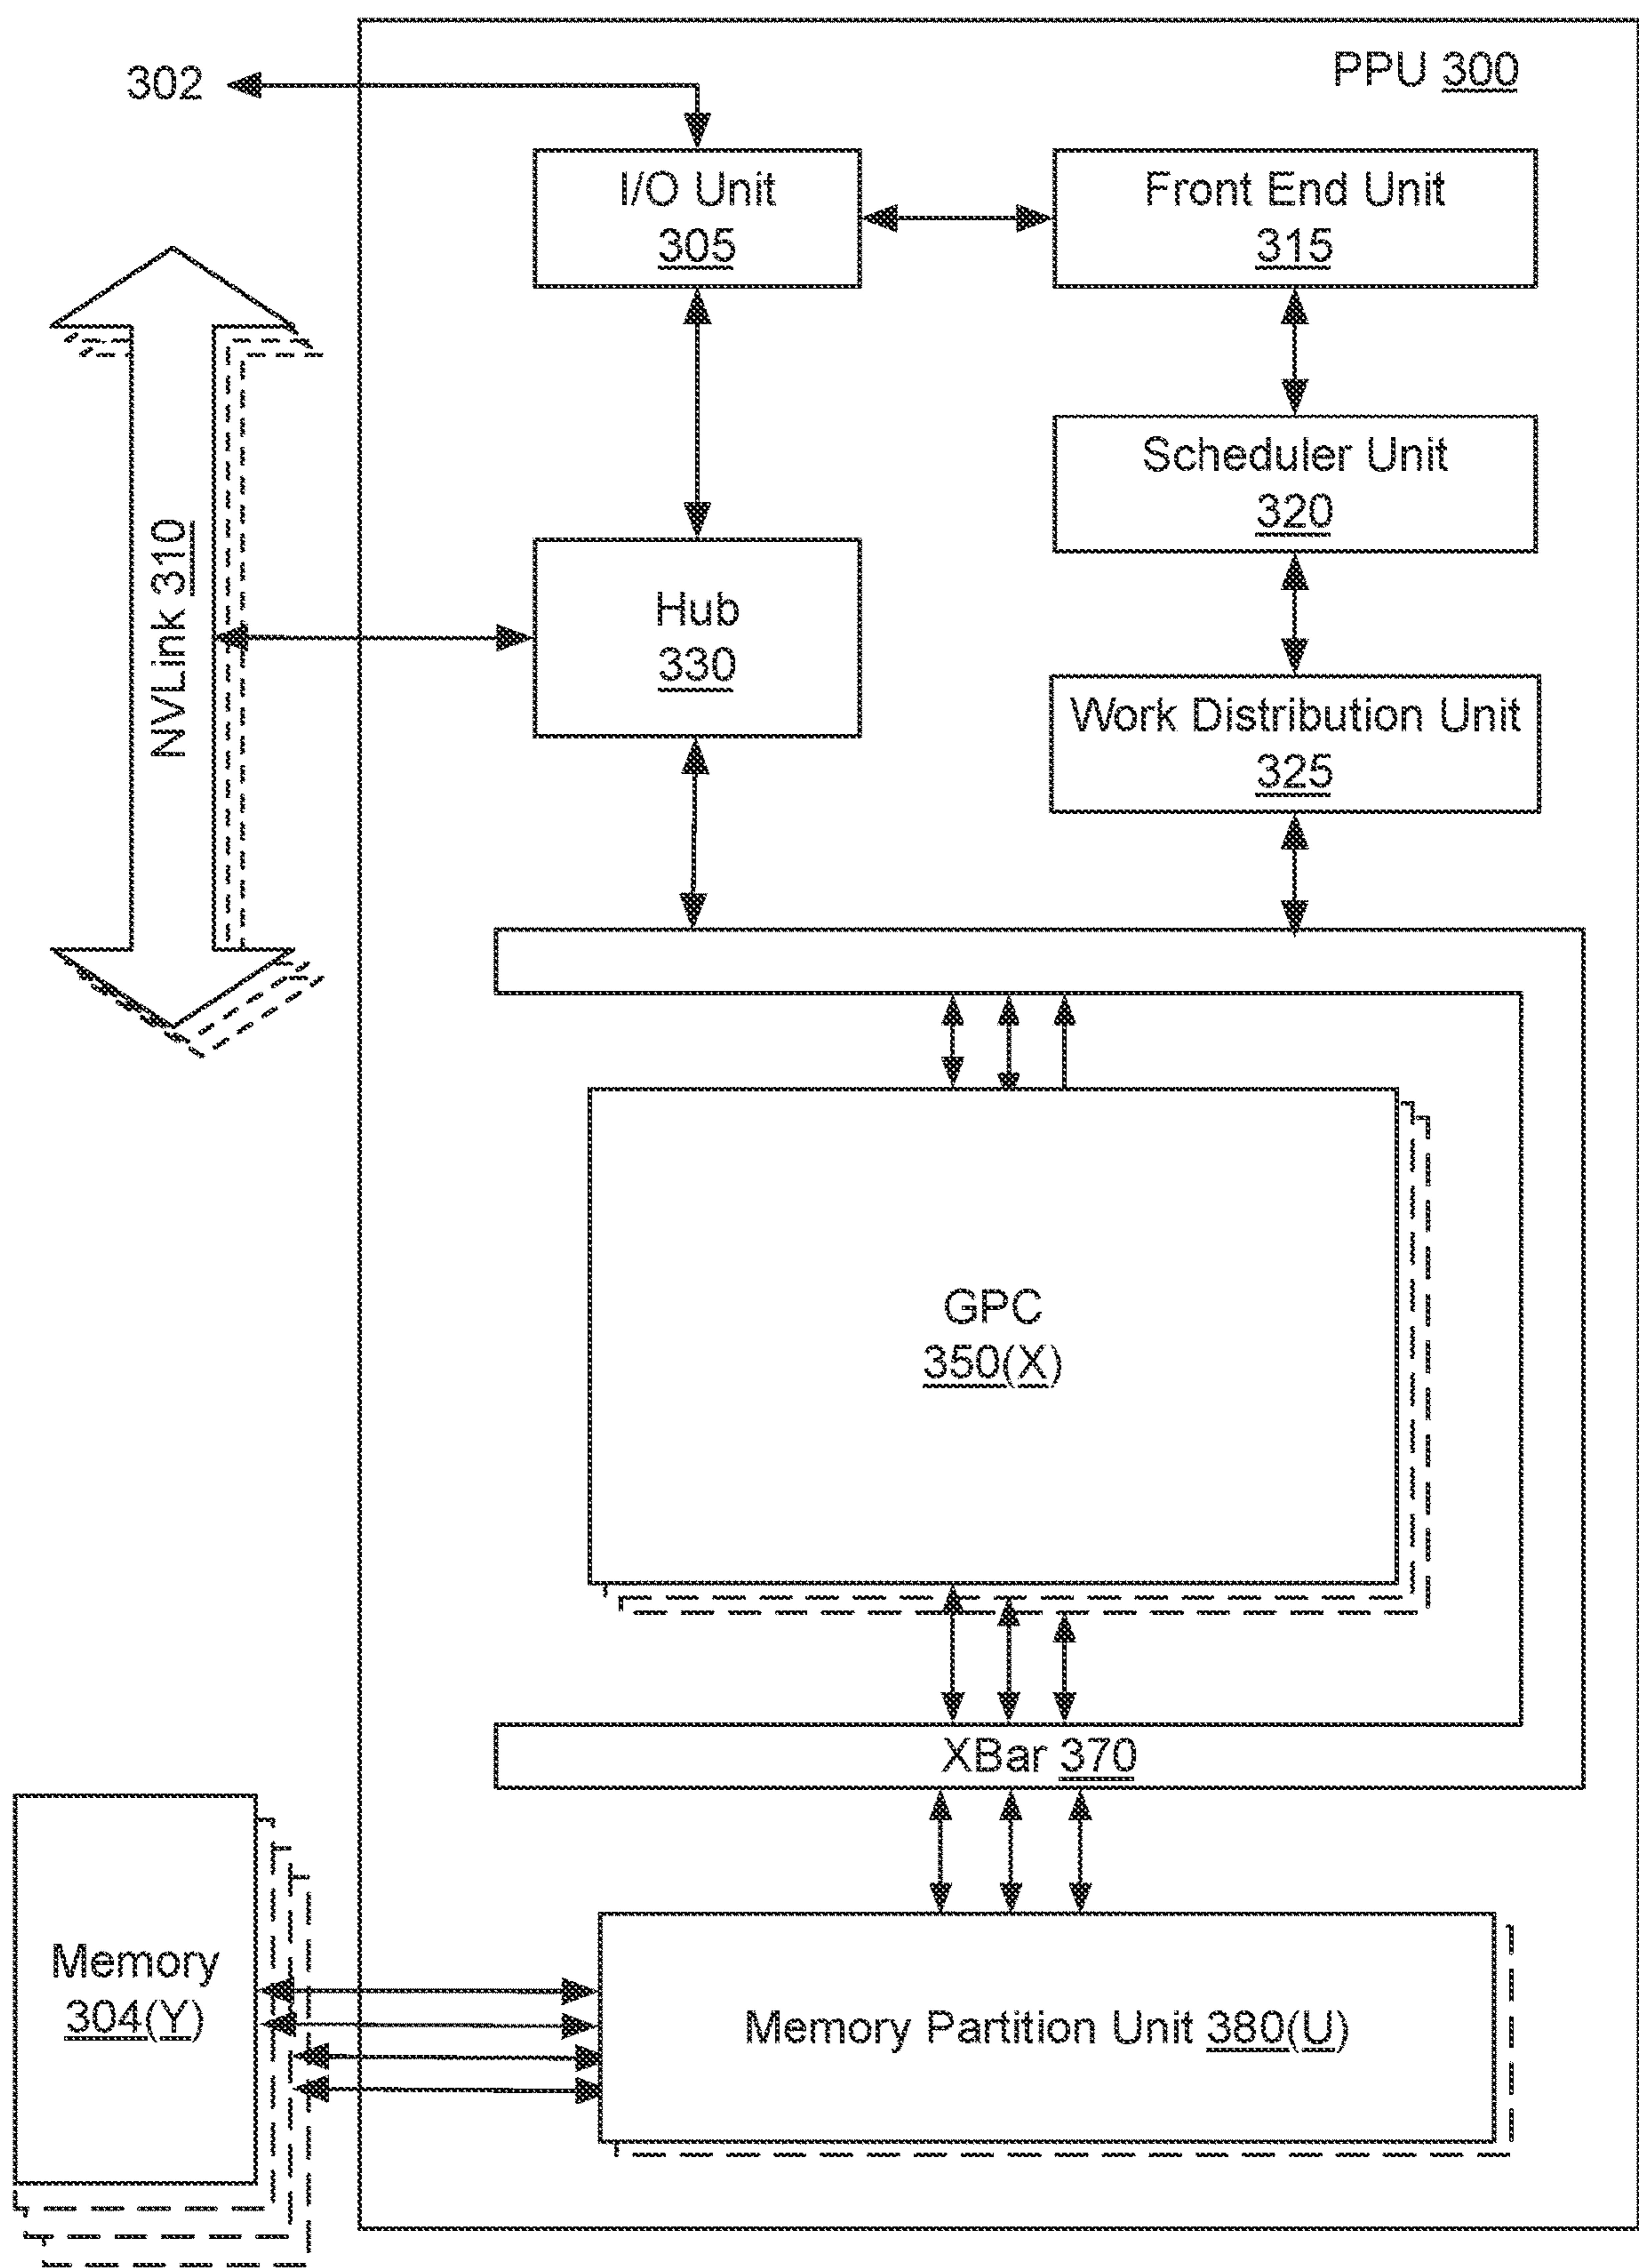 PPU 300
302
I/O Unit
305
Front End Unit
315
Scheduler Unit
320
NVLink 310
Hub
330
Work Distribution Unit
325
GPC
350(X)
XBar 370
Memory
304(Y)
Memory Partition Unit 380(U)